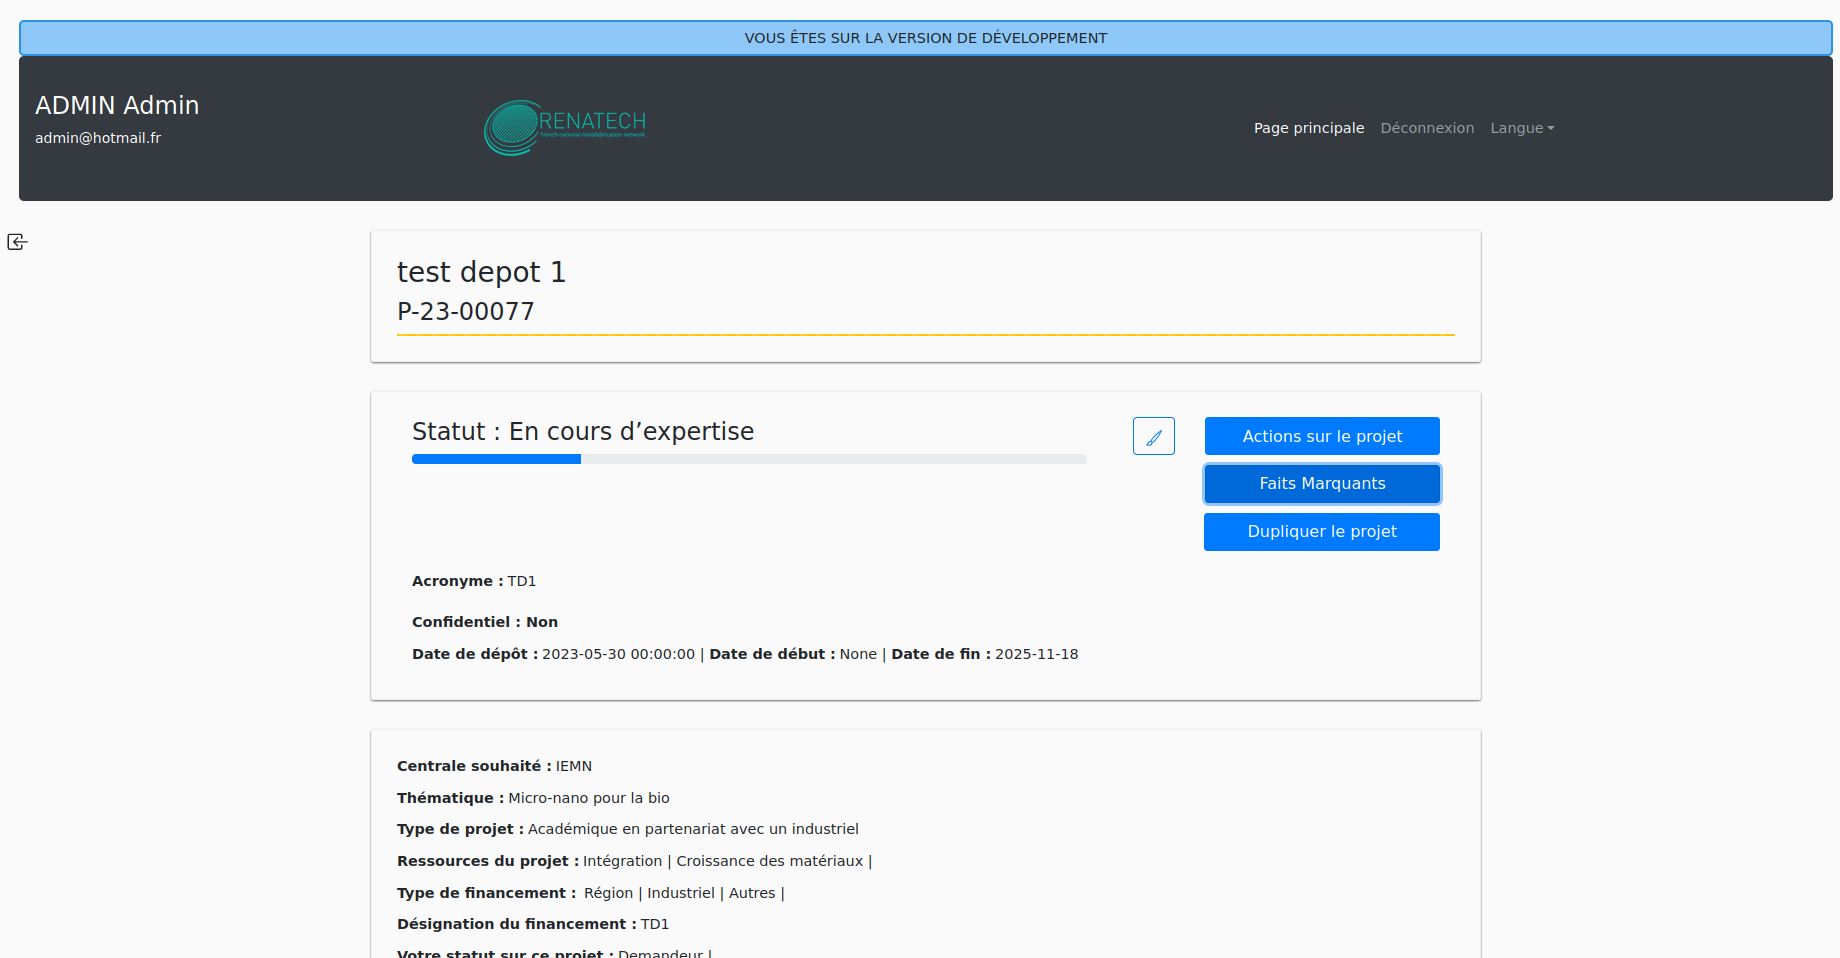 VOUS ÊTES SUR LA VERSION DE DÉVELOPPEMENT
ADMIN Admin
admin@hotmail.fr
RENATECH
French national nanofabrication network
Page principale Déconnexion Langue
test depot 1
P-23-00077
Statut : En cours d’expertise
Actions sur le projet
Faits Marquants
Dupliquer le projet
Acronyme : TD1
Confidentiel : Non
Date de dépôt : 2023-05-30 00:00:00 | Date de début : None | Date de fin : 2025-11-18
Centrale souhaité : IEMN
Thématique : Micro-nano pour la bio
Type de projet : Académique en partenariat avec un industriel
Ressources du projet : Intégration | Croissance des matériaux |
Type de financement : Région | Industriel | Autres |
Désignation du financement : TD1
Votre statut sur ce projet : Demandeur |